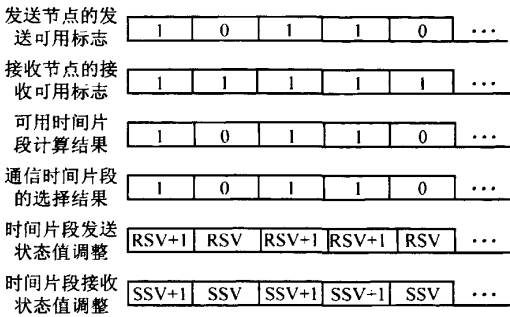 发送节点的发
送可用标志
1 0 1 1 0 ···
接收节点的接
收可用标志
1 1 1 1 1 ···
可用时间片
段计算结果
1 0 1 1 0 ···
通信时间片段
的选择结果
1 0 1 1 0 ···
时间片段发送
状态值调整
RSV+1 RSV RSV+1 RSV+1 RSV ···
时间片段接收
状态值调整
SSV+1 SSV SSV+1 SSV+1 SSV ···